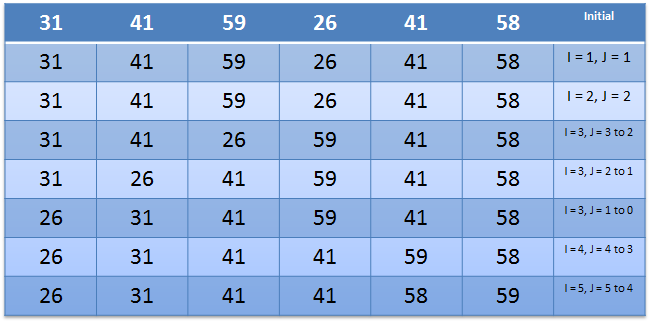 31 41 59 26 41 58 Initial
31 41 59 26 41 58 I = 1, J = 1
31 41 59 26 41 58 I = 2, J = 2
31 41 26 59 41 58 I = 3, J = 3 to 2
31 26 41 59 41 58 I = 3, J = 2 to 1
26 31 41 59 41 58 I = 3, J = 1 to 0
26 31 41 41 59 58 I = 4, J = 4 to 3
26 31 41 41 58 59 I = 5, J = 5 to 4